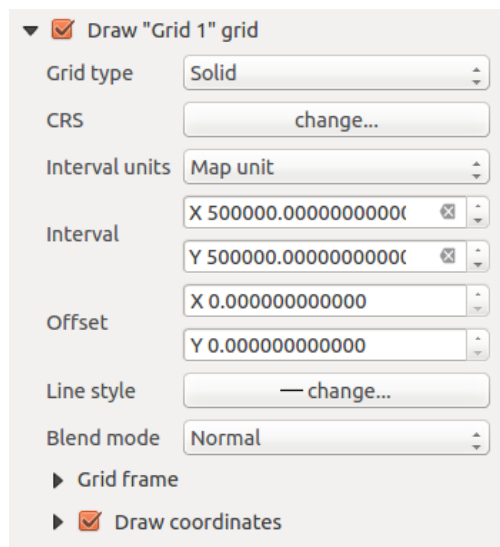 Draw "Grid 1" grid
Grid type Solid
CRS change...
Interval units Map unit
Interval
X 500000.0000000000(
Y 500000.0000000000(
Offset
X 0.000000000000
Y 0.000000000000
Line style change...
Blend mode Normal
Grid frame
Draw coordinates